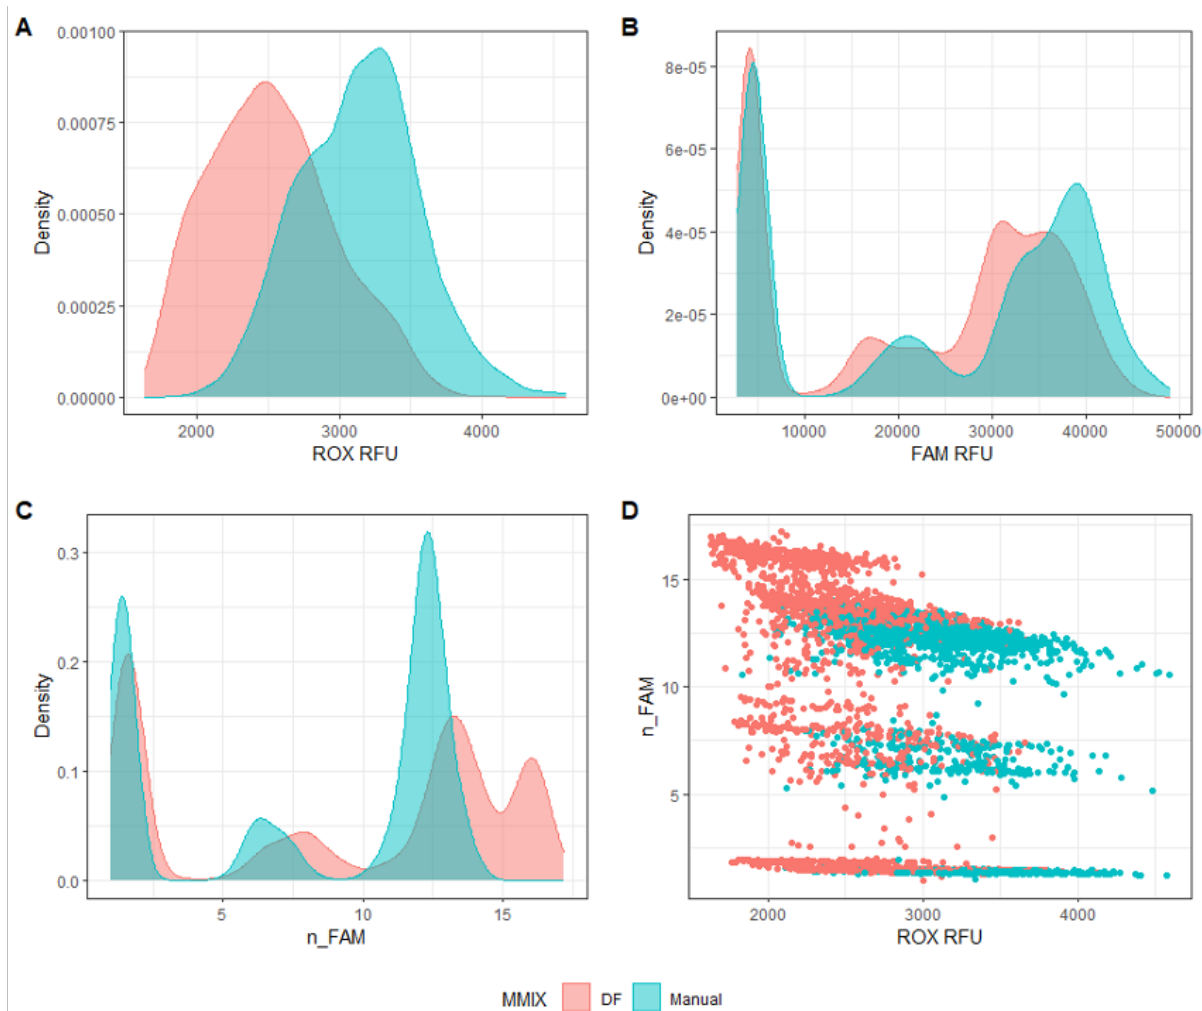 A
0.00100
0.00075
0.00050
0.00025
0.00000
Density
2000 3000 4000
ROX RFU
B
8e-05
6e-05
4e-05
2e-05
0e+00
Density
10000 20000 30000 40000 50000
FAM RFU
C
0.3
0.2
0.1
0.0
Density
5 10 15
n_FAM
D
15
10
5
n_FAM
2000 3000 4000
ROX RFU
MMIX DF Manual